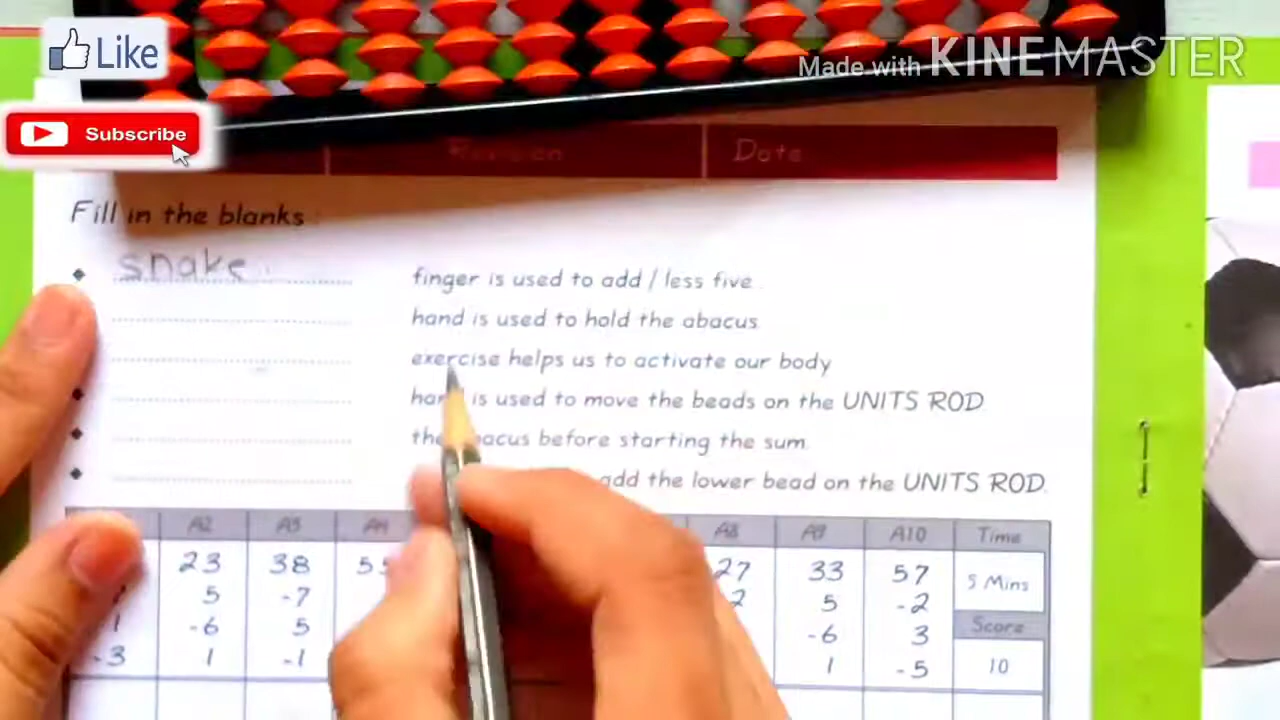 Like
Made with KINEMASTER
Subscribe
Revision Date
Fill in the blanks :
snake finger is used to add / less five.
hand is used to hold the abacus
exercise helps us to activate our body
is used to move the beads on the UNITS ROD.
before starting the sum.
add the lower bead on the UNITS ROD.
A2 A3 A4 A8 A9 A10 Time
23 38 27 33 57 5 Mins
5 -7 2 5 -2
1 -6 5 -6 3 Score
-3 1 -1 1 -5 10